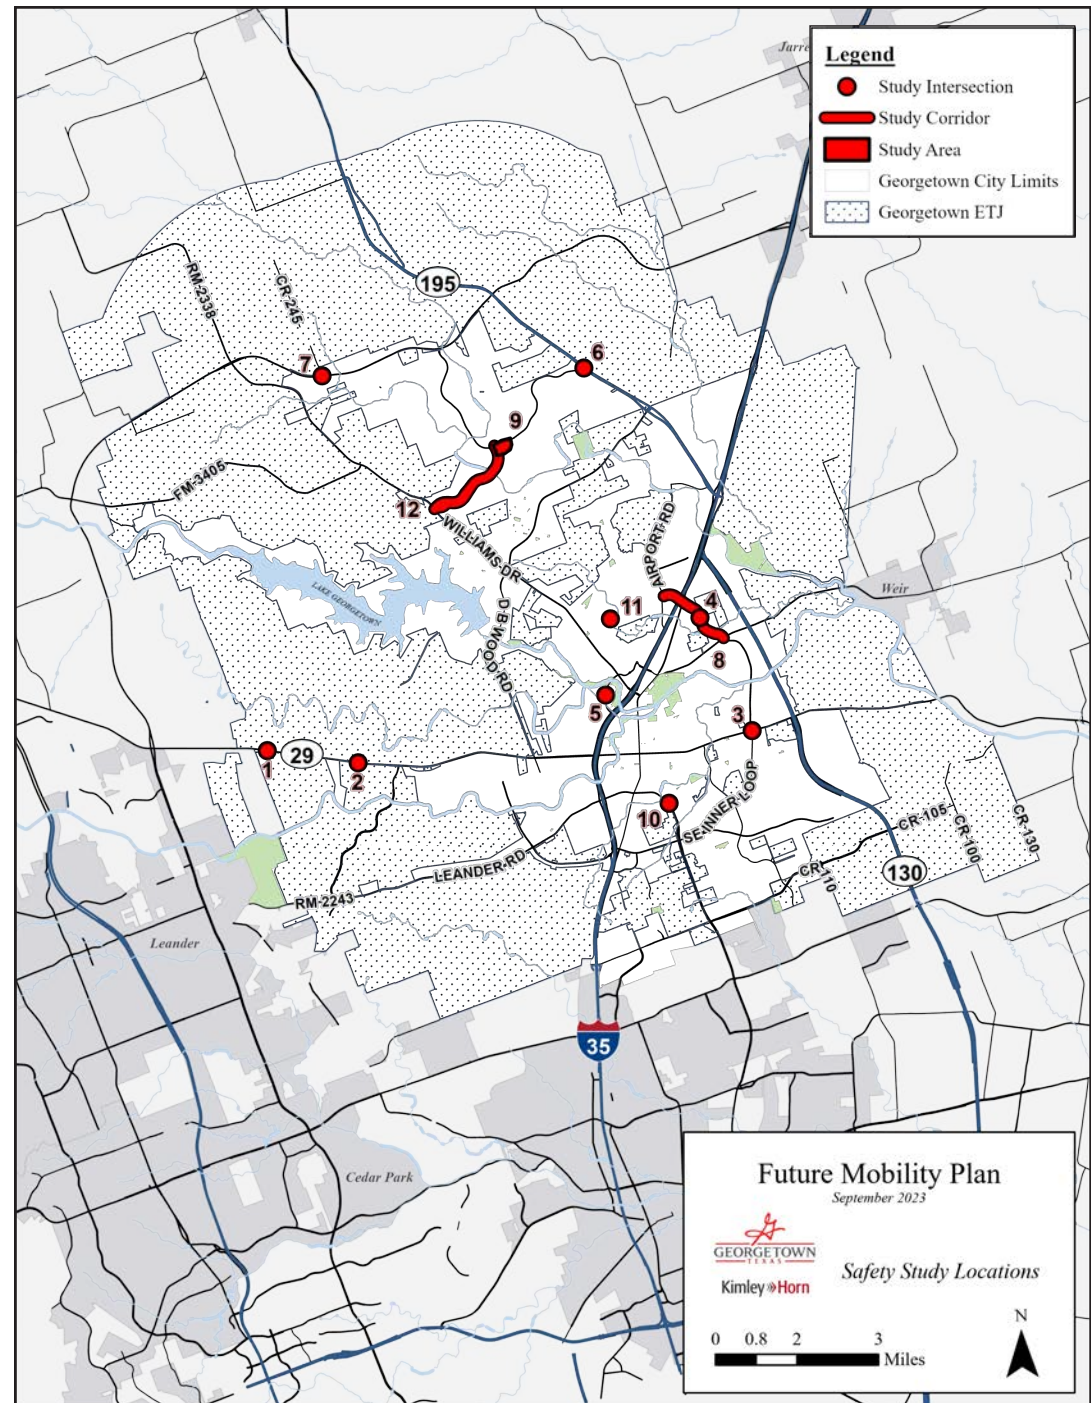 Jarre
Legend
Study Intersection
Study Corridor
Study Area
Georgetown City Limits
Georgetown ETJ
RM-2338
CR-245
195
7
6
9
FM-3405
12
WILLIAMS-DR
AIRPORT-RD
LAKE GEORGETOWN
Weir
11
4
D-B-WOOD-RD
8
5
3
1
29
2
10
SE-INNER-LOOP
CR-105
CR-100
CR-130
LEANDER-RD
CR-110
130
RM-2243
Leander
35
Cedar Park
Future Mobility Plan
September 2023
GEORGETOWN
TEXAS
Kimley»Horn
Safety Study Locations
N
0 0.8 2 3
Miles